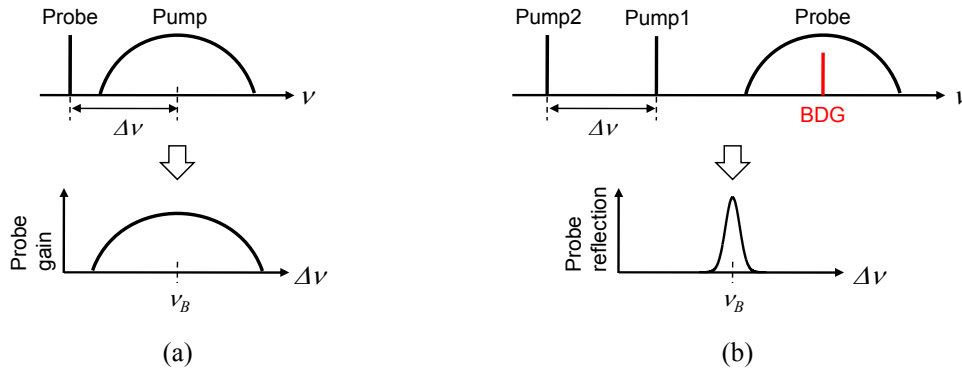 Probe Pump
ν
Δν
Probe
gain
Δν
ν_B
(a)
Pump2 Pump1 Probe
ν
BDG
Δν
Probe
reflection
Δν
ν_B
(b)